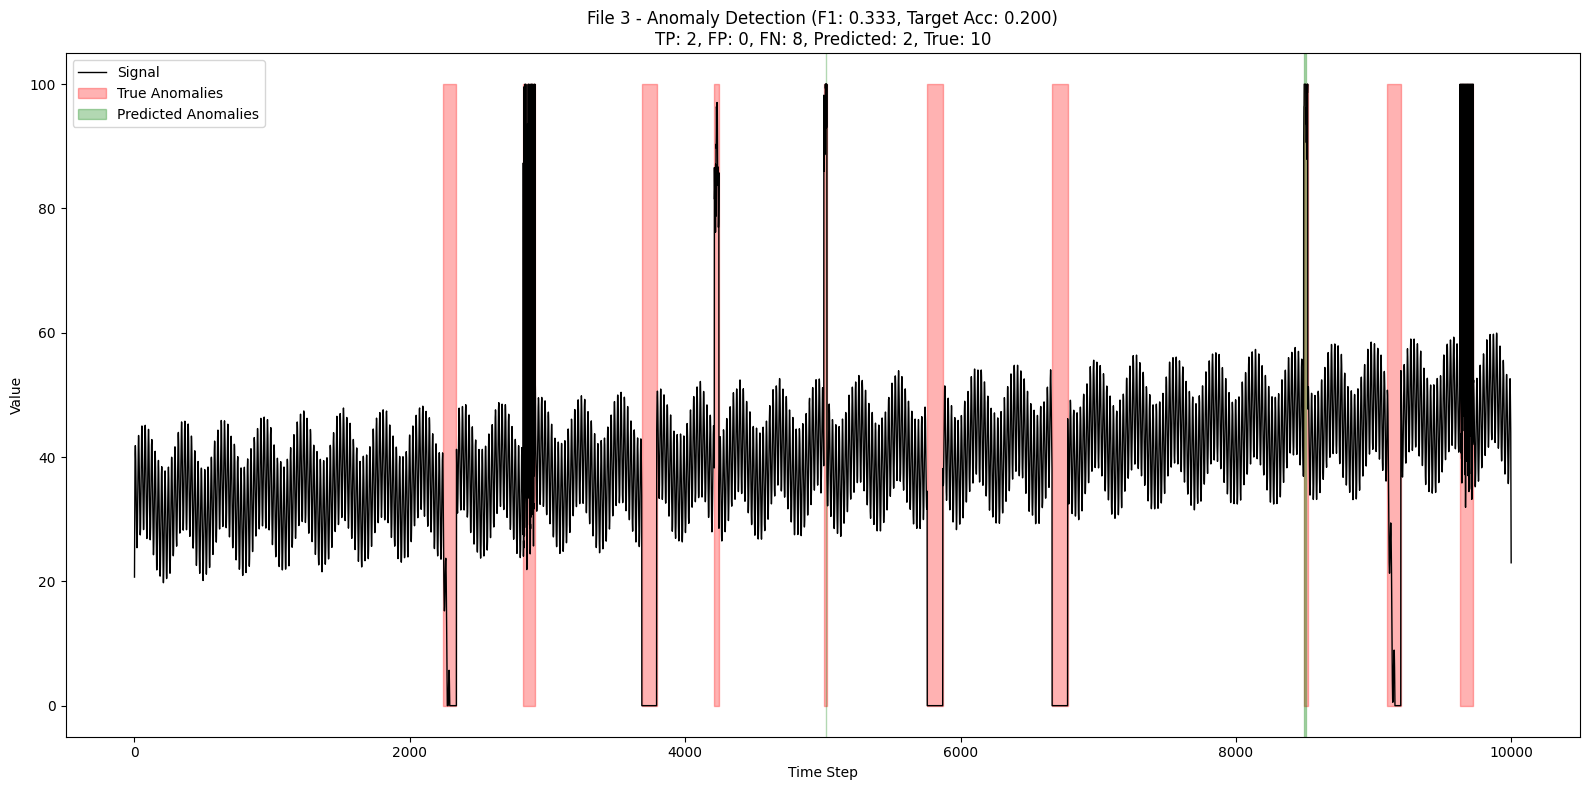 File 3 - Anomaly Detection (F1: 0.333, Target Acc: 0.200)
TP: 2, FP: 0, FN: 8, Predicted: 2, True: 10
Signal
True Anomalies
Predicted Anomalies
100
80
60
40
20
0
Value
0 2000 4000 6000 8000 10000
Time Step